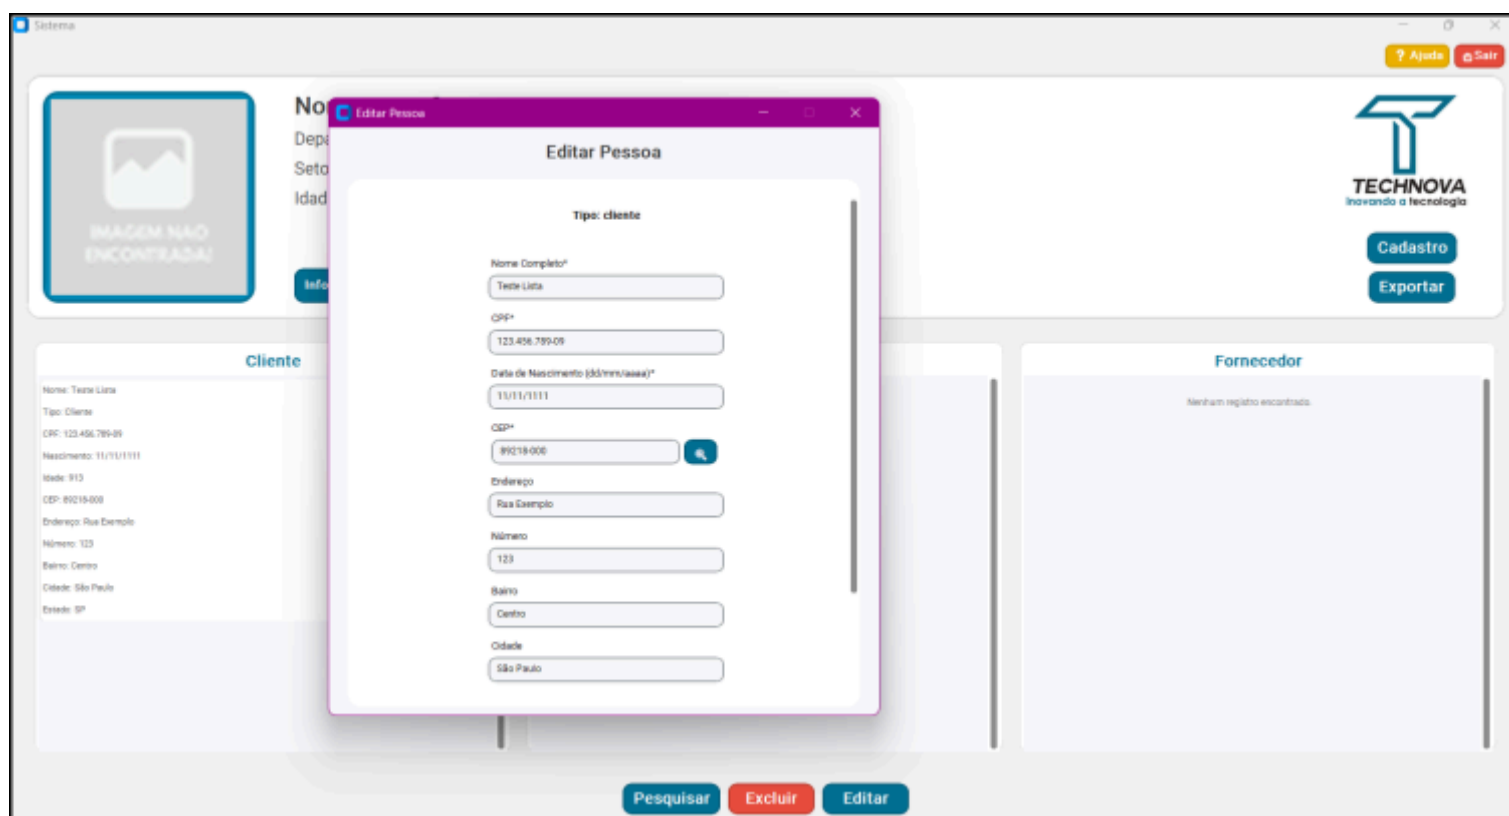 Sistema
? Ajuda
Sair
IMAGEM NAO
ENCONTRADA!
No
Depa
Seto
Idad
Info
TECHNOVA
Inovando a tecnologia
Cadastro
Exportar
Editar Pessoa
Editar Pessoa
Tipo: cliente
Nome Completo*
Teste Lista
CPF*
123.456.789-09
Data de Nascimento (dd/mm/aaaa)*
11/11/1111
CEP*
89218-000
Endereço
Rua Exemplo
Número
123
Bairro
Centro
Cidade
São Paulo
Cliente
Nome: Teste Lista
Tipo: Cliente
CPF: 123.456.789-09
Nascimento: 11/11/1111
Idade: 913
CEP: 89218-000
Endereço: Rua Exemplo
Número: 123
Bairro: Centro
Cidade: São Paulo
Estado: SP
Fornecedor
Nenhum registro encontrado.
Pesquisar
Excluir
Editar